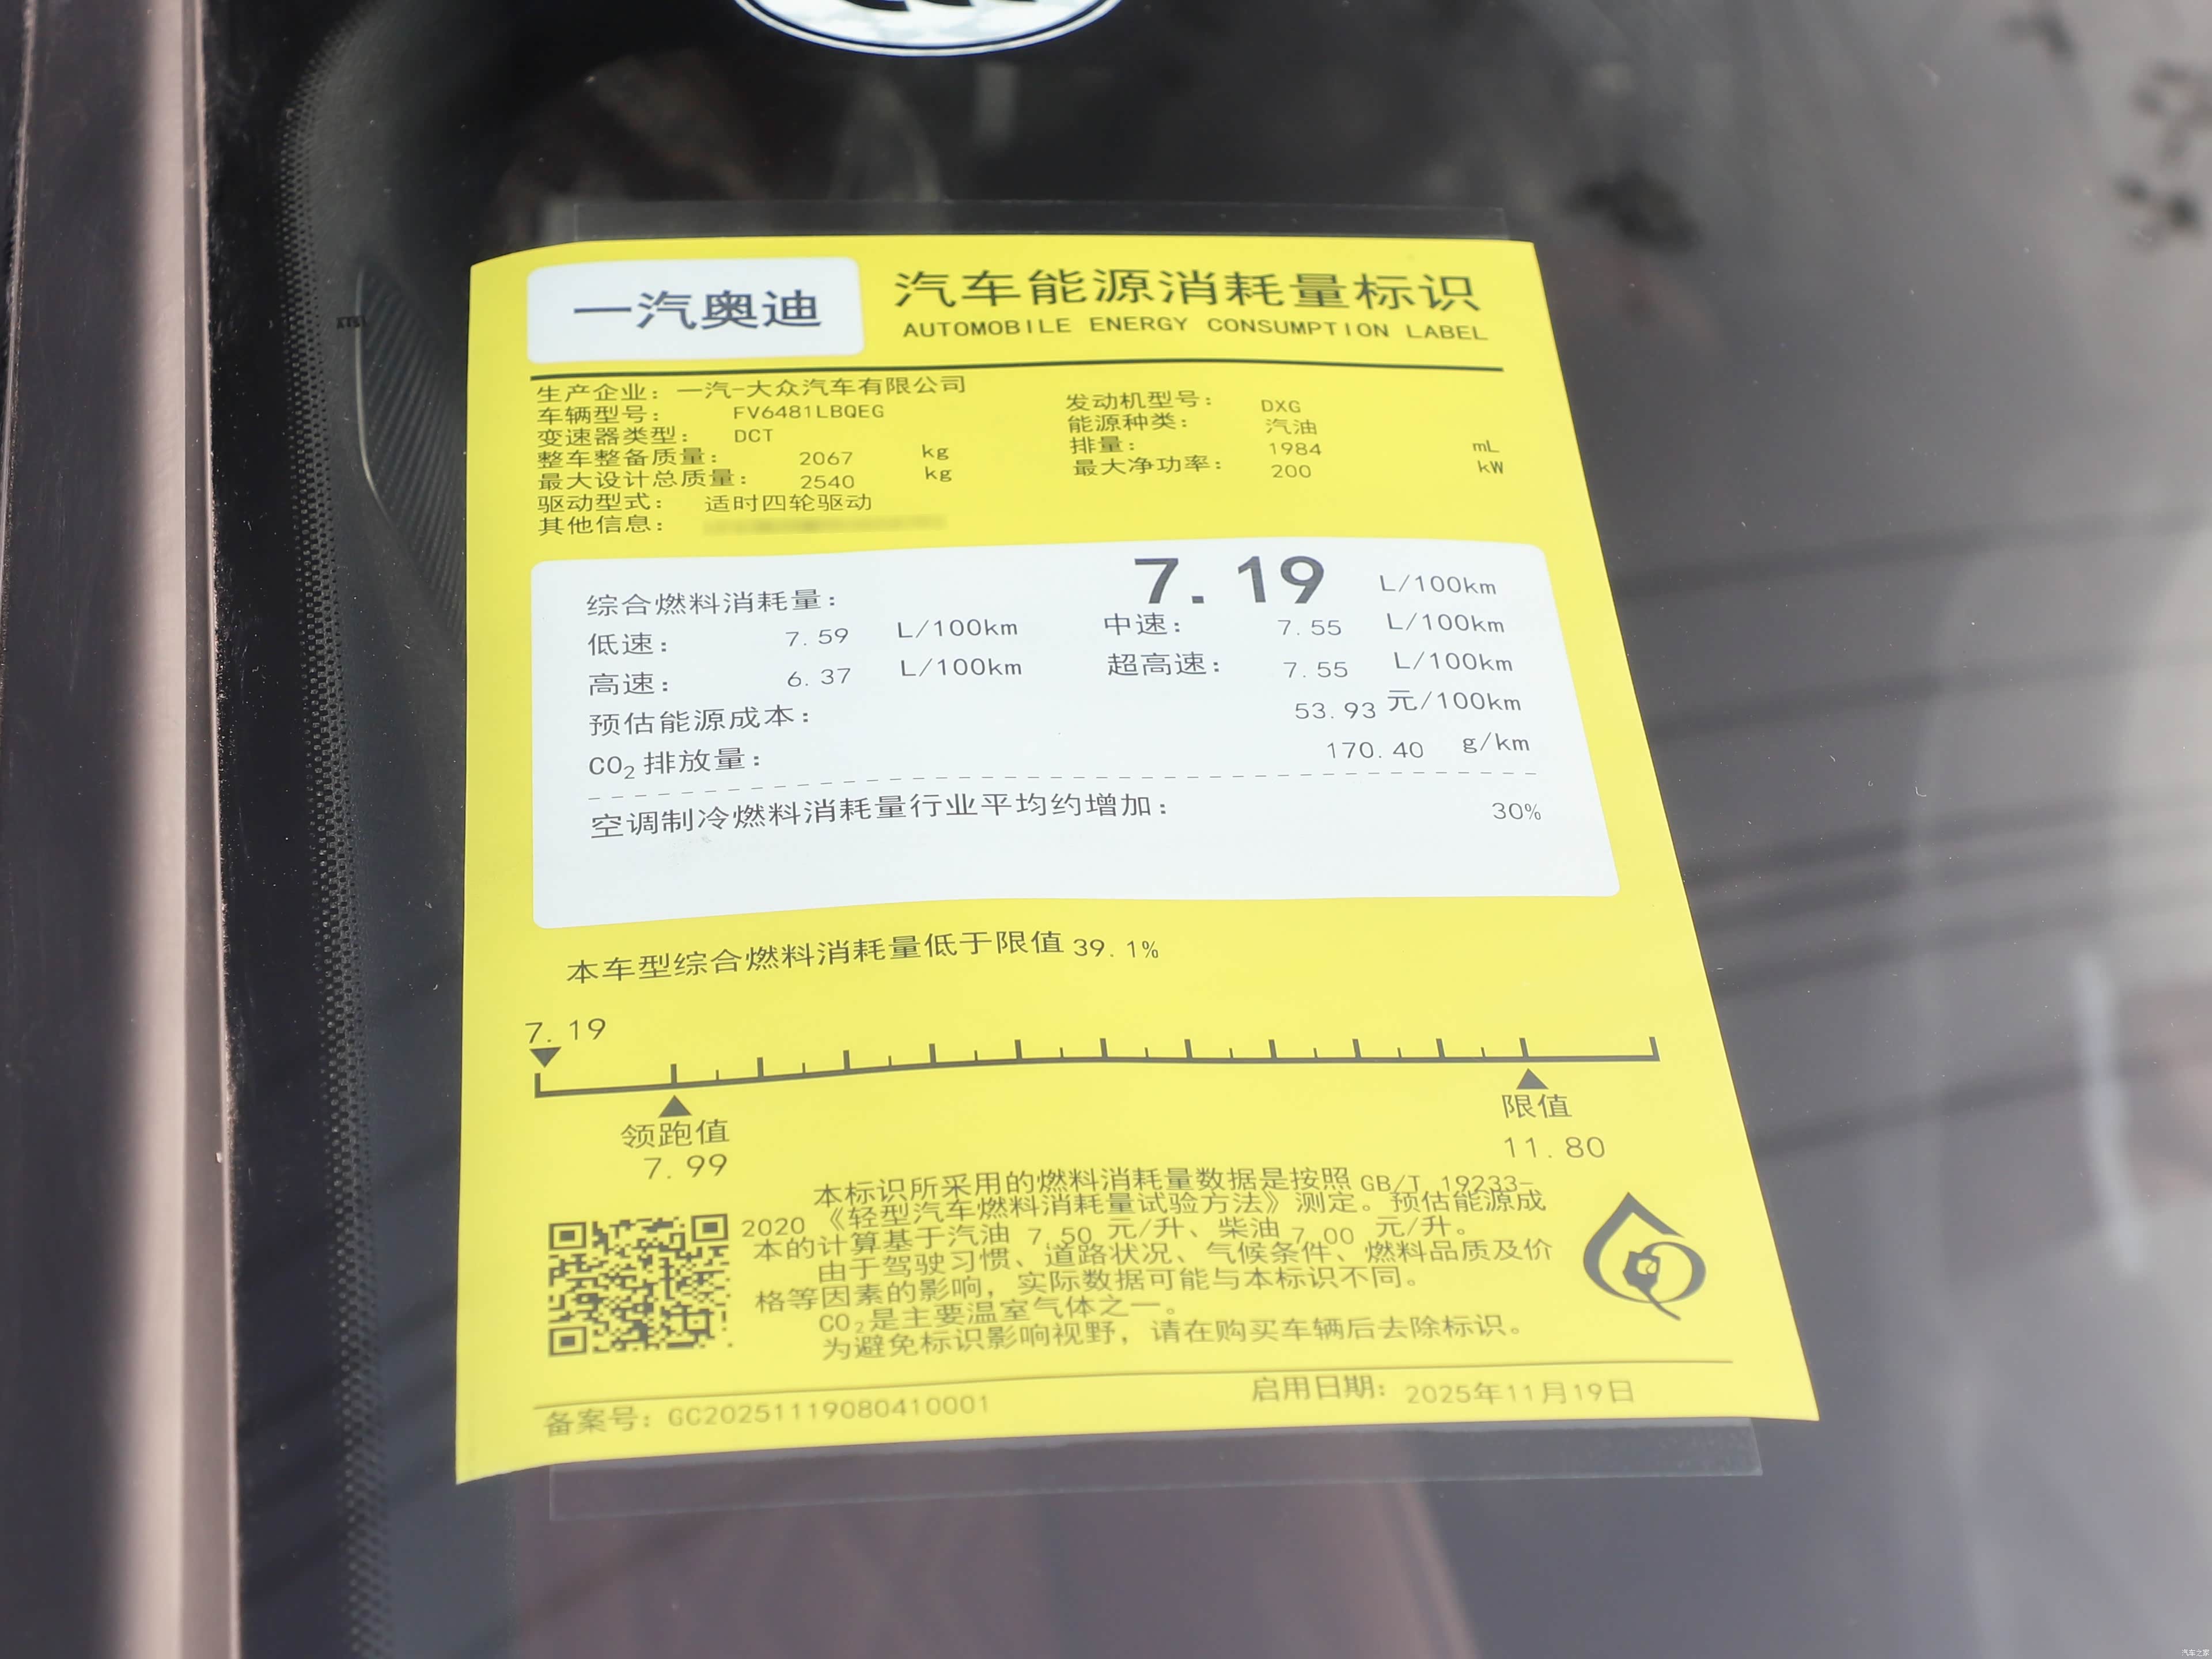 一汽奥迪
汽车能源消耗量标识
AUTOMOBILE ENERGY CONSUMPTION LABEL
生产企业：一汽-大众汽车有限公司
车辆型号： FV6481LBQEG
发动机型号： DXG
变速器类型： DCT
能源种类： 汽油
整车整备质量： 2067 kg
排量： 1984 mL
最大设计总质量： 2540 kg
最大净功率： 200 kW
驱动型式： 适时四轮驱动
其他信息：
综合燃料消耗量： 7.19 L/100km
低速： 7.59 L/100km 中速： 7.55 L/100km
高速： 6.37 L/100km 超高速： 7.55 L/100km
预估能源成本： 53.93 元/100km
CO₂排放量： 170.40 g/km
空调制冷燃料消耗量行业平均约增加： 30%
本车型综合燃料消耗量低于限值39.1%
7.19
领跑值
7.99
限值
11.80
本标识所采用的燃料消耗量数据是按照GB/T 19233-
2020《轻型汽车燃料消耗量试验方法》测定。预估能源成
本的计算基于汽油 7.50 元/升、柴油 7.00 元/升。
由于驾驶习惯、道路状况、气候条件、燃料品质及价
格等因素的影响，实际数据可能与本标识不同。
CO₂是主要温室气体之一。
为避免标识影响视野，请在购买车辆后去除标识。
备案号：GC20251119080410001
启用日期： 2025年11月19日
汽车之家